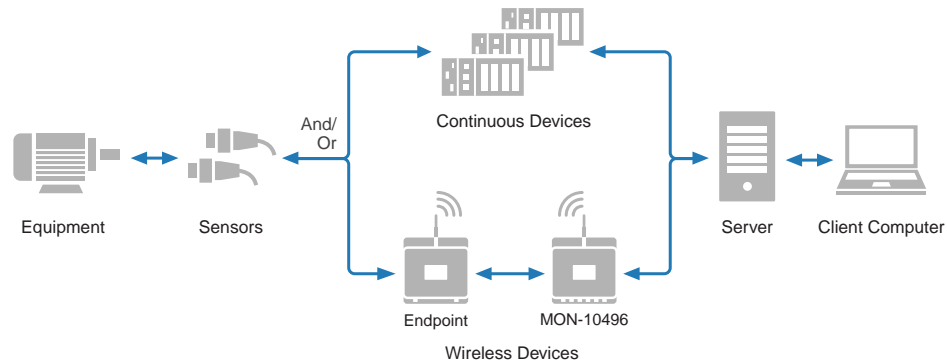 And/
Or
Continuous Devices
Equipment
Sensors
Server
Client Computer
Endpoint
MON-10496
Wireless Devices